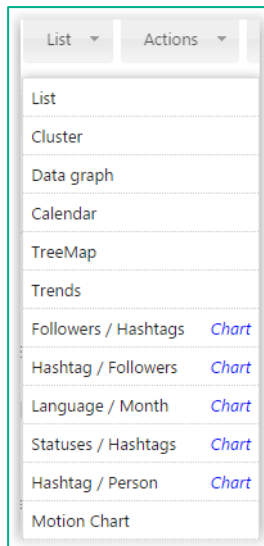 List Actions
List
Cluster
Data graph
Calendar
TreeMap
Trends
Followers / Hashtags Chart
Hashtag / Followers Chart
Language / Month Chart
Statuses / Hashtags Chart
Hashtag / Person Chart
Motion Chart